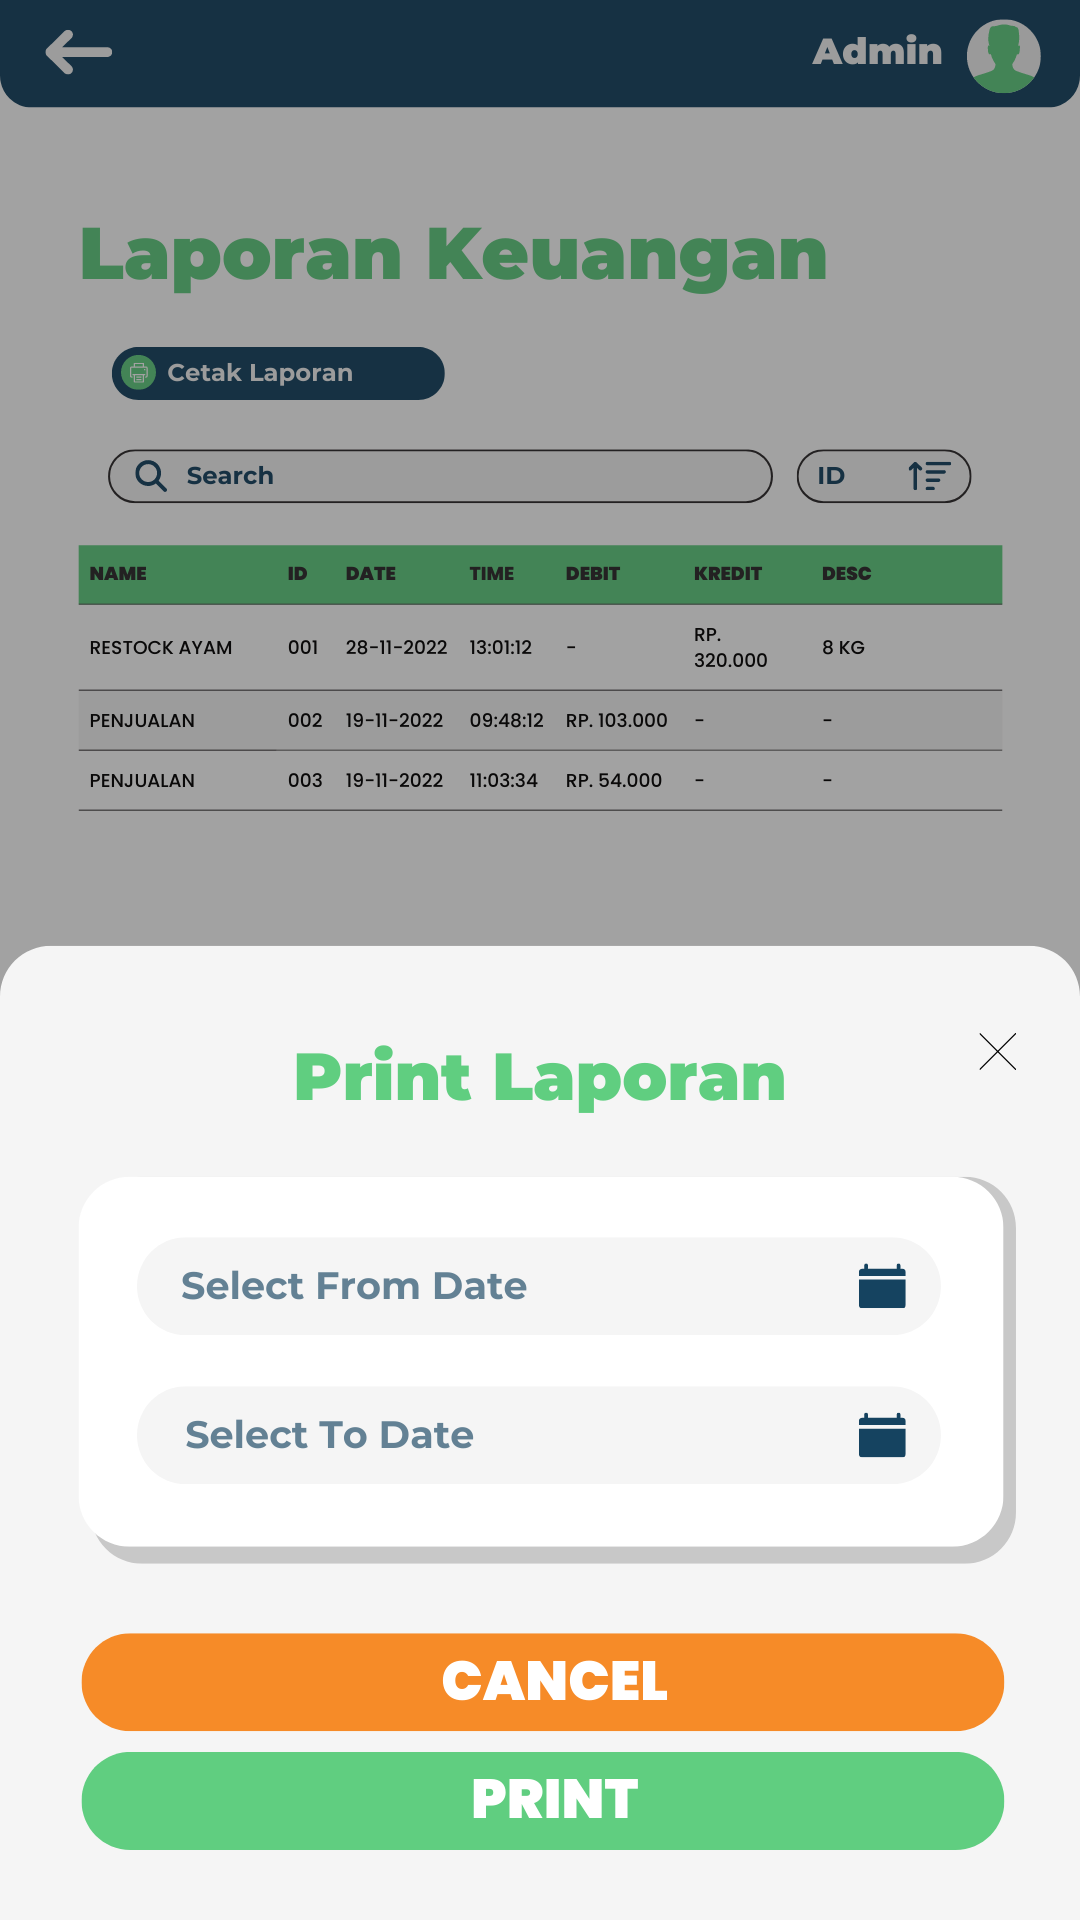 Admin
Laporan Keuangan
Cetak Laporan
Search
ID
NAME ID DATE TIME DEBIT KREDIT DESC
RESTOCK AYAM 001 28-11-2022 13:01:12 - RP. 320.000 8 KG
PENJUALAN 002 19-11-2022 09:48:12 RP. 103.000 - -
PENJUALAN 003 19-11-2022 11:03:34 RP. 54.000 - -
Print Laporan
Select From Date
Select To Date
CANCEL
PRINT